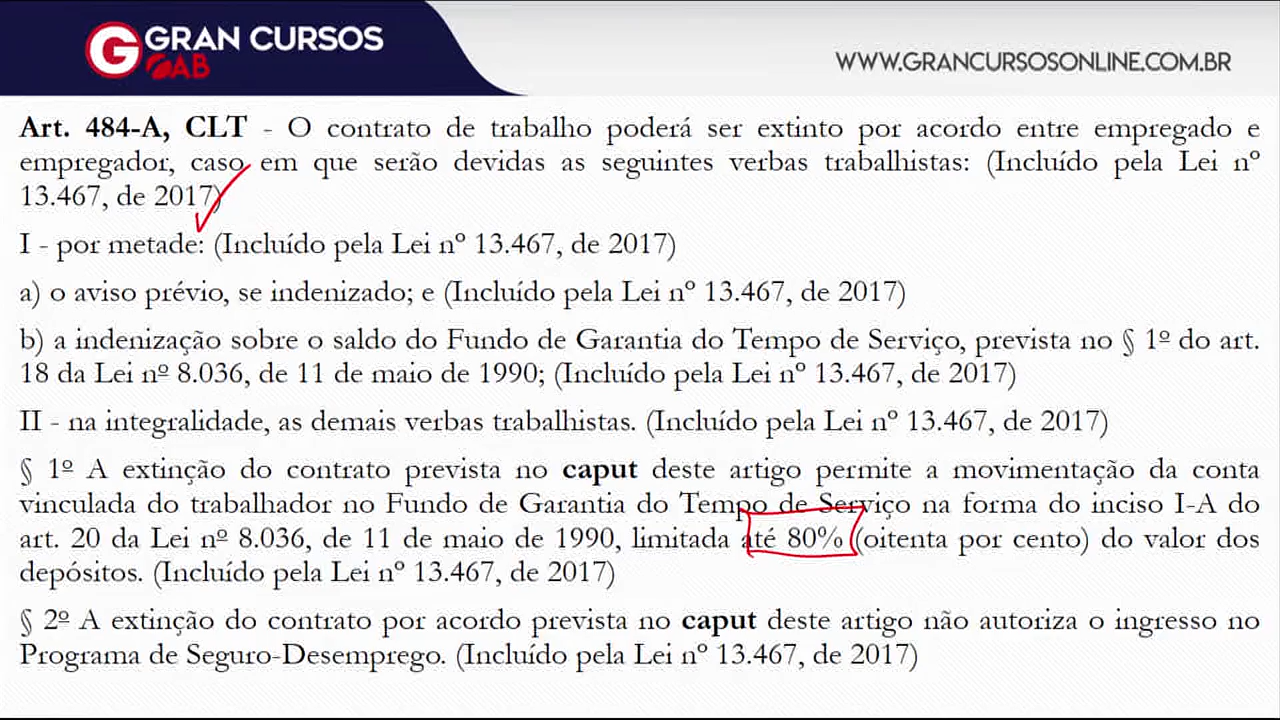 GRAN CURSOS
OAB
WWW.GRANCURSOSONLINE.COM.BR
Art. 484-A, CLT - O contrato de trabalho poderá ser extinto por acordo entre empregado e
empregador, caso em que serão devidas as seguintes verbas trabalhistas: (Incluído pela Lei nº
13.467, de 2017)
I - por metade: (Incluído pela Lei nº 13.467, de 2017)
a) o aviso prévio, se indenizado; e (Incluído pela Lei nº 13.467, de 2017)
b) a indenização sobre o saldo do Fundo de Garantia do Tempo de Serviço, prevista no § 1º do art.
18 da Lei nº 8.036, de 11 de maio de 1990; (Incluído pela Lei nº 13.467, de 2017)
II - na integralidade, as demais verbas trabalhistas. (Incluído pela Lei nº 13.467, de 2017)
§ 1º A extinção do contrato prevista no caput deste artigo permite a movimentação da conta
vinculada do trabalhador no Fundo de Garantia do Tempo de Serviço na forma do inciso I-A do
art. 20 da Lei nº 8.036, de 11 de maio de 1990, limitada até 80% (oitenta por cento) do valor dos
depósitos. (Incluído pela Lei nº 13.467, de 2017)
§ 2º A extinção do contrato por acordo prevista no caput deste artigo não autoriza o ingresso no
Programa de Seguro-Desemprego. (Incluído pela Lei nº 13.467, de 2017)